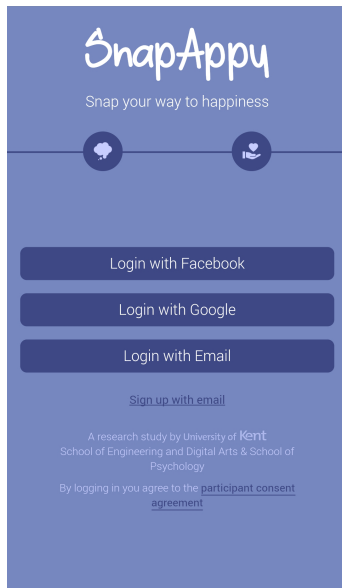 SnapAppy
Snap your way to happiness
Login with Facebook
Login with Google
Login with Email
Sign up with email
A research study by University of Kent
School of Engineering and Digital Arts & School of
Psychology
By logging in you agree to the participant consent
agreement